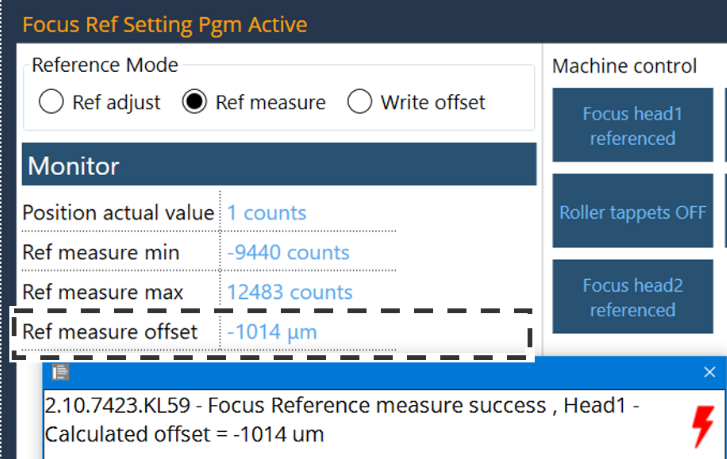 Focus Ref Setting Pgm Active
Reference Mode
Ref adjust
Ref measure
Write offset
Monitor
Position actual value 1 counts
Ref measure min -9440 counts
Ref measure max 12483 counts
Ref measure offset -1014 µm
Machine control
Focus head1
referenced
Roller tappets OFF
Focus head2
referenced
2.10.7423.KL59 - Focus Reference measure success , Head1 -
Calculated offset = -1014 um